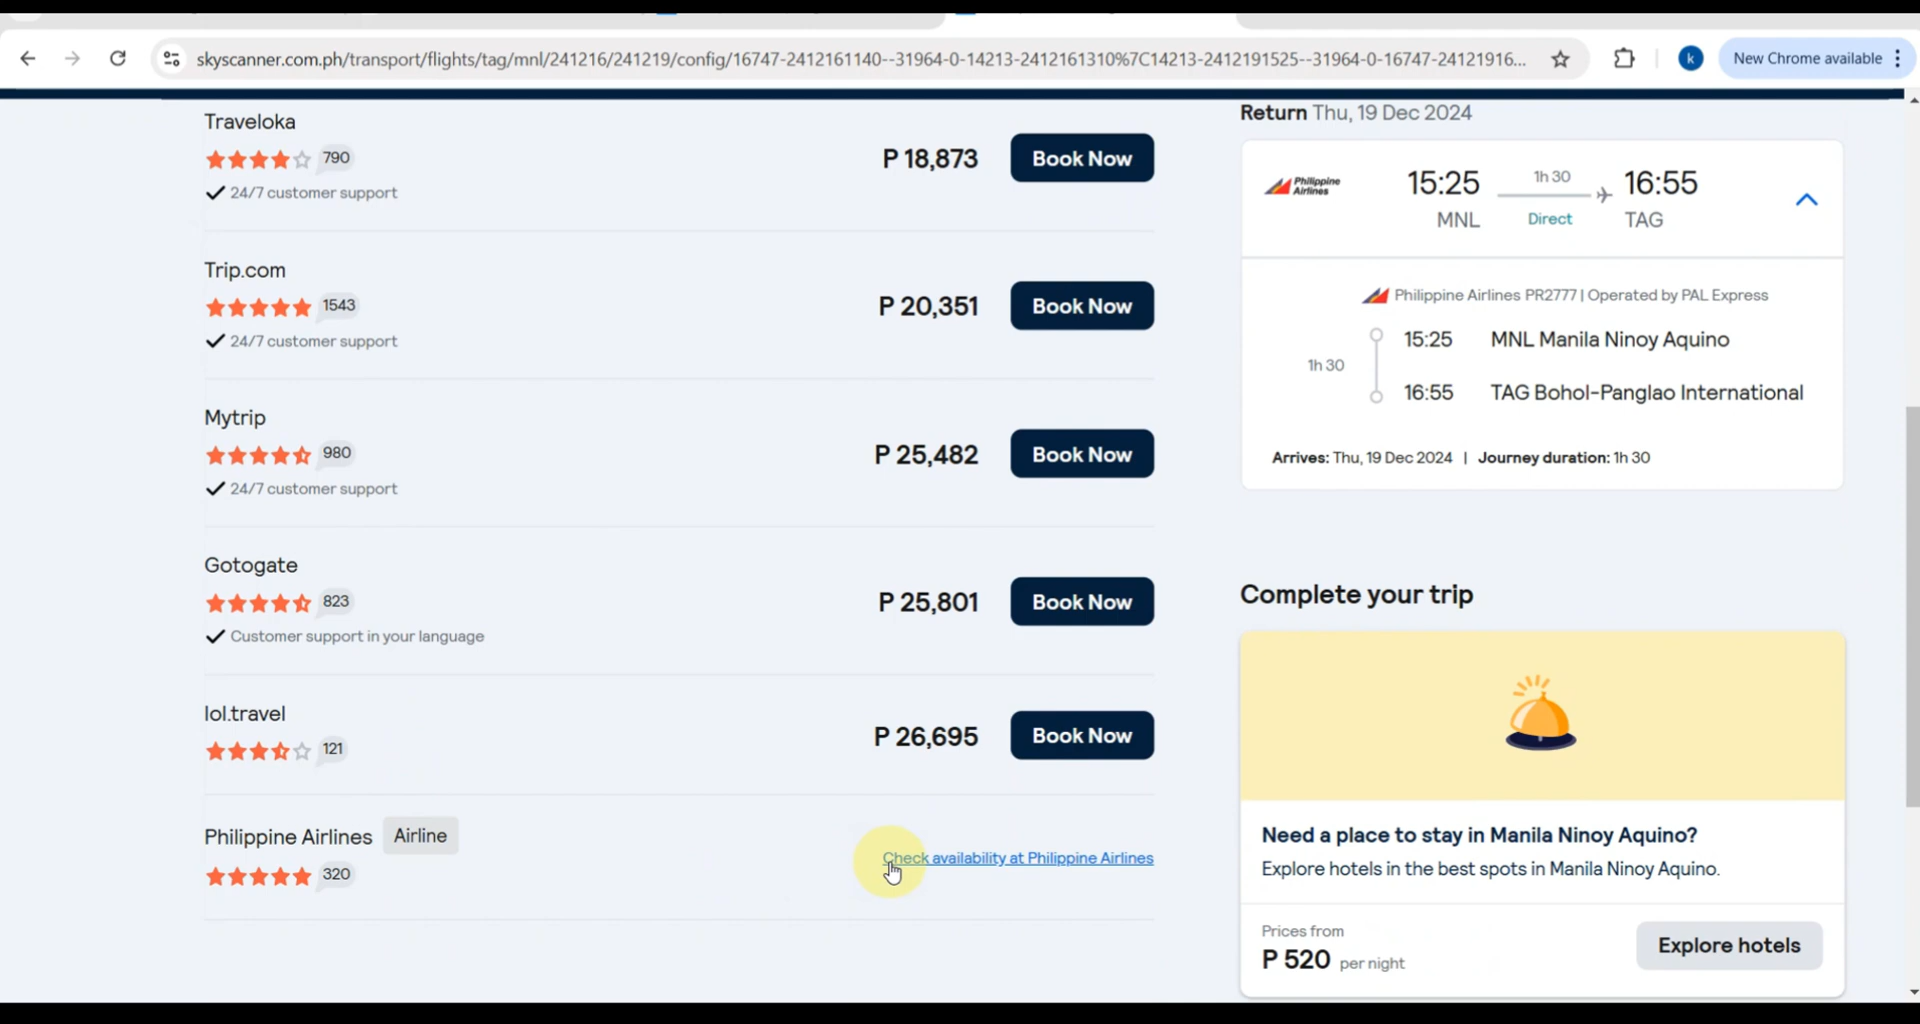 skyscanner.com.ph/transport/flights/tag/mnl/241216/241219/config/16747-2412161140--31964-0-14213-2412161310%7C14213-2412191525--31964-0-16747-24121916...
k
New Chrome available
Traveloka
790
24/7 customer support
P 18,873
Book Now
Trip.com
1543
24/7 customer support
P 20,351
Book Now
Mytrip
980
24/7 customer support
P 25,482
Book Now
Gotogate
823
Customer support in your language
P 25,801
Book Now
lol.travel
121
P 26,695
Book Now
Philippine Airlines Airline
320
Check availability at Philippine Airlines
Return Thu, 19 Dec 2024
Philippine Airlines
15:25 1h 30 16:55
MNL Direct TAG
Philippine Airlines PR2777 | Operated by PAL Express
15:25 MNL Manila Ninoy Aquino
1h 30
16:55 TAG Bohol-Panglao International
Arrives: Thu, 19 Dec 2024 | Journey duration: 1h 30
Complete your trip
Need a place to stay in Manila Ninoy Aquino?
Explore hotels in the best spots in Manila Ninoy Aquino.
Prices from
P 520 per night
Explore hotels